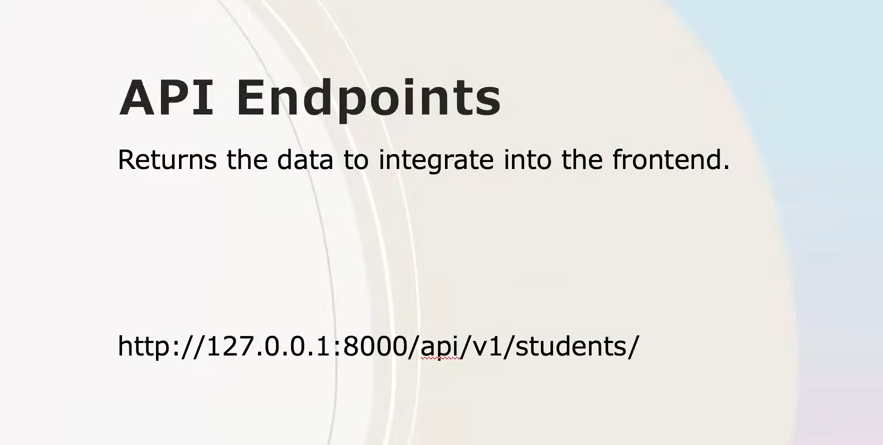 API Endpoints
Returns the data to integrate into the frontend.
http://127.0.0.1:8000/api/v1/students/